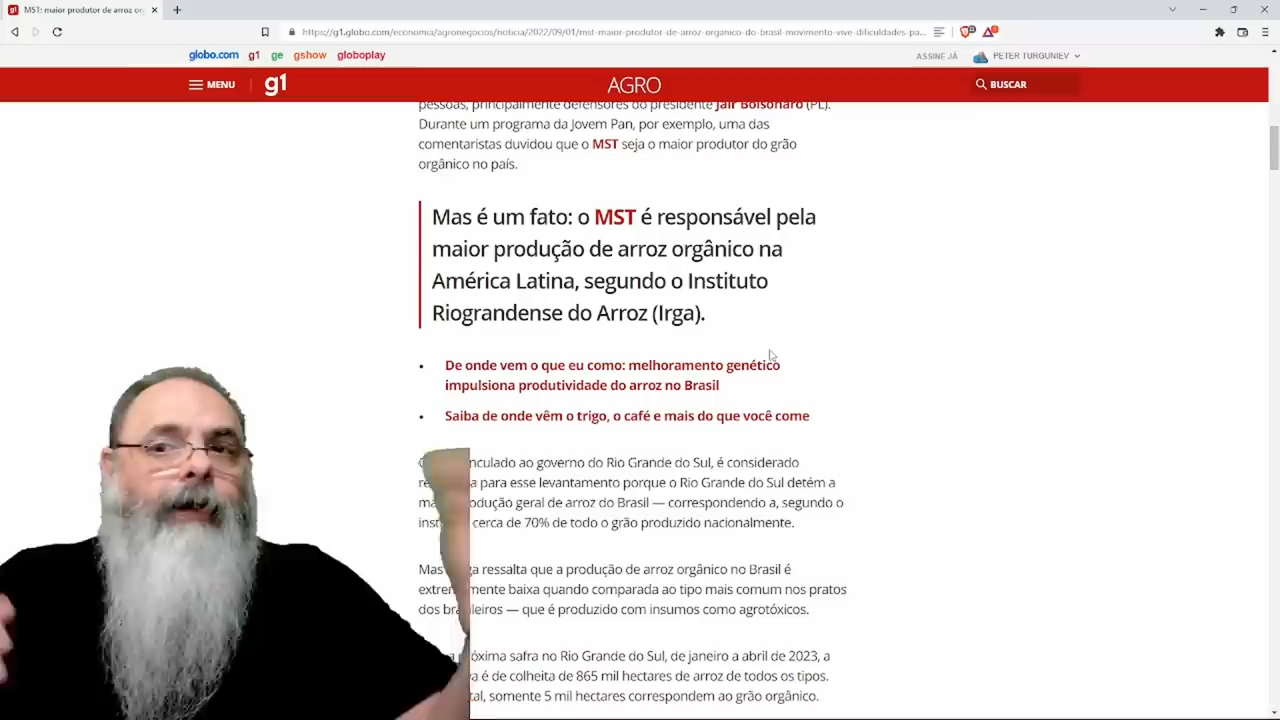 MST: maior produtor de arroz or
https://g1.globo.com/economia/agronegocios/noticia/2022/09/01/mst-maior-produtor-de-arroz-organico-do-brasil-movimento-vive-dificuldades-pa...
globo.com g1 ge gshow globoplay
ASSINE JÁ PETER TURGUNIEV
MENU g1 AGRO BUSCAR
pessoas, principalmente defensores do presidente Jair Bolsonaro (PL).
Durante um programa da Jovem Pan, por exemplo, uma das
comentaristas duvidou que o MST seja o maior produtor do grão
orgânico no país.
Mas é um fato: o MST é responsável pela
maior produção de arroz orgânico na
América Latina, segundo o Instituto
Riograndense do Arroz (Irga).
• De onde vem o que eu como: melhoramento genético
impulsiona produtividade do arroz no Brasil
• Saiba de onde vêm o trigo, o café e mais do que você come
ao governo do Rio Grande do Sul, é considerado
para esse levantamento porque o Rio Grande do Sul detém a
geral de arroz do Brasil — correspondendo a, segundo o
cerca de 70% de todo o grão produzido nacionalmente.
Mas ressalta que a produção de arroz orgânico no Brasil é
baixa quando comparada ao tipo mais comum nos pratos
dos — que é produzido com insumos como agrotóxicos.
safra no Rio Grande do Sul, de janeiro a abril de 2023, a
é de colheita de 865 mil hectares de arroz de todos os tipos.
somente 5 mil hectares correspondem ao grão orgânico.